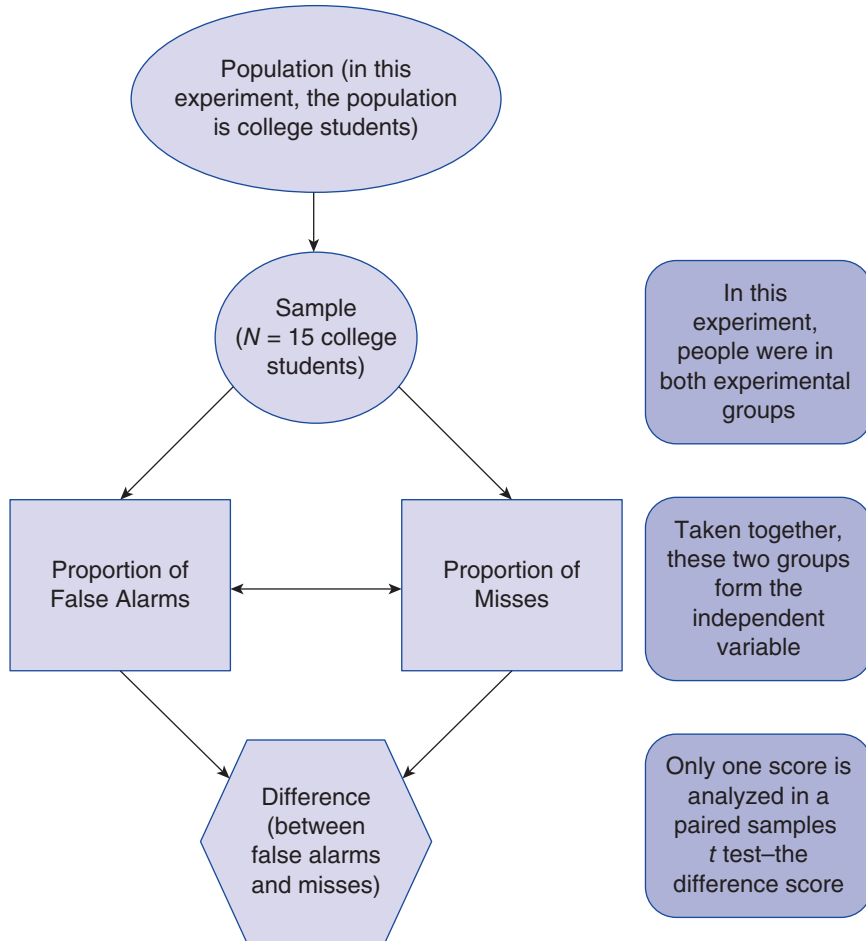 Population (in this
experiment, the population
is college students)
Sample
(N = 15 college
students)
In this
experiment,
people were in
both experimental
groups
Proportion of
False Alarms
Proportion of
Misses
Taken together,
these two groups
form the
independent
variable
Difference
(between
false alarms
and misses)
Only one score is
analyzed in a
paired samples
t test–the
difference score